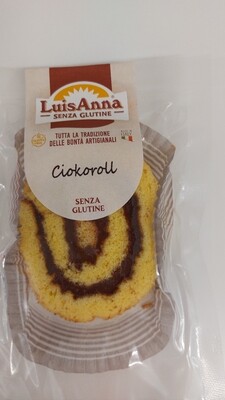 LuisAnna
SENZA GLUTINE
TUTTA LA TRADIZIONE
DELLE BONTÀ ARTIGIANALI
Ciokoroll
SENZA
GLUTINE